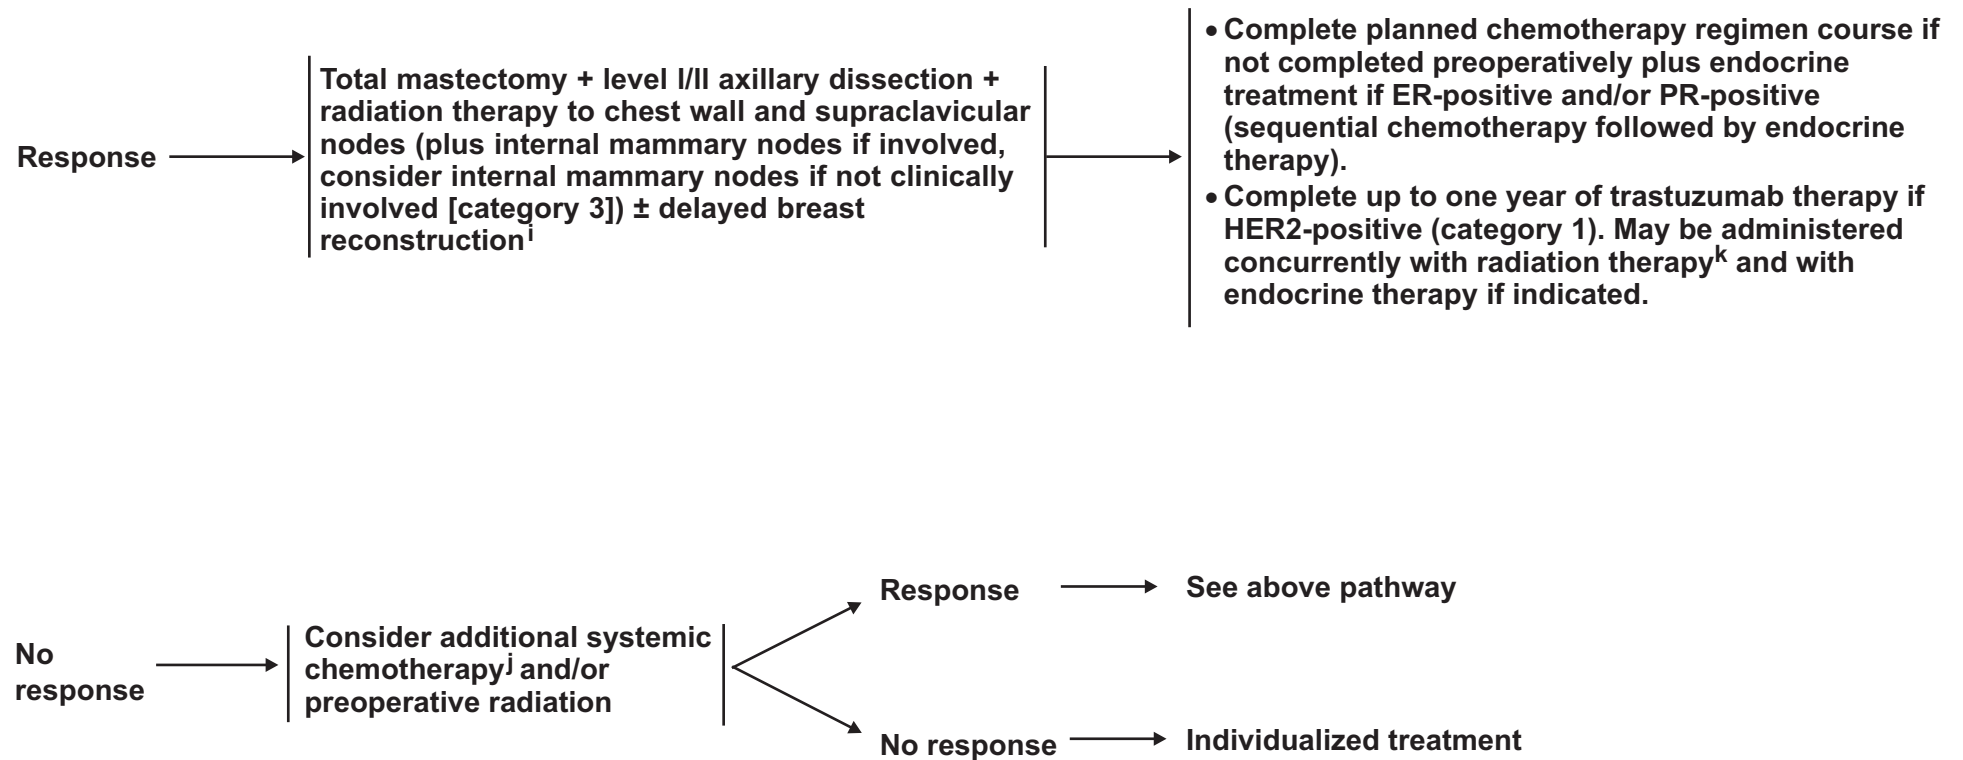 Response
Total mastectomy + level I/II axillary dissection +
radiation therapy to chest wall and supraclavicular
nodes (plus internal mammary nodes if involved,
consider internal mammary nodes if not clinically
involved [category 3]) ± delayed breast
reconstructionⁱ
• Complete planned chemotherapy regimen course if
not completed preoperatively plus endocrine
treatment if ER-positive and/or PR-positive
(sequential chemotherapy followed by endocrine
therapy).
• Complete up to one year of trastuzumab therapy if
HER2-positive (category 1). May be administered
concurrently with radiation therapyᵏ and with
endocrine therapy if indicated.
No
response
Consider additional systemic
chemotherapyʲ and/or
preoperative radiation
Response
See above pathway
No response
Individualized treatment